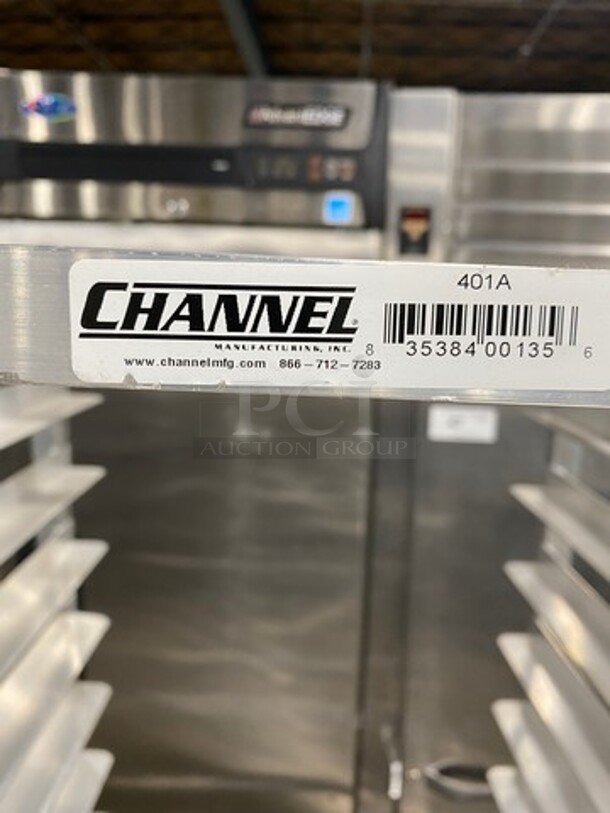 401A
CHANNEL
MANUFACTURING, INC.
8 35384 00135 6
www.channelmfg.com 866-712-7283
PCI
AUCTION GROUP